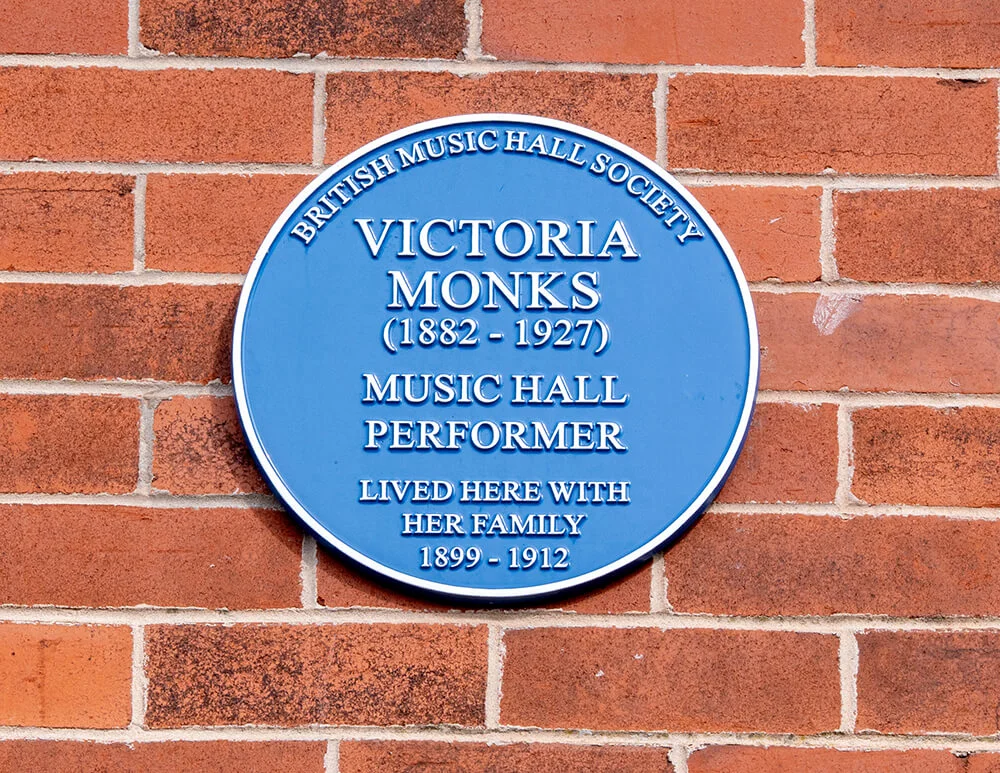 BRITISH MUSIC HALL SOCIETY
VICTORIA
MONKS
(1882 - 1927)
MUSIC HALL
PERFORMER
LIVED HERE WITH
HER FAMILY
1899 - 1912